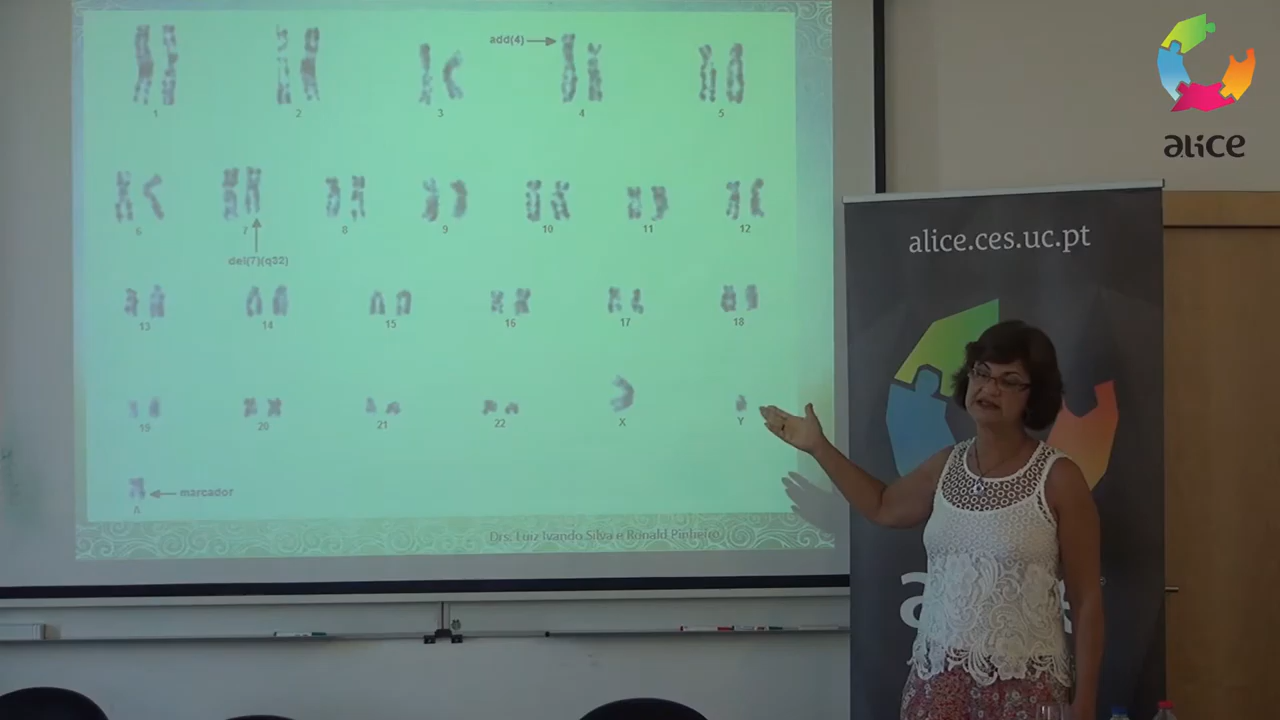 add(4)
1
2
3
4
5
6
7
8
9
10
11
12
del(7)(q32)
13
14
15
16
17
18
19
20
21
22
X
Y
marcador
A
Drs. Luiz Ivando Silva e Ronald Pinheiro
alice
alice.ces.uc.pt
a